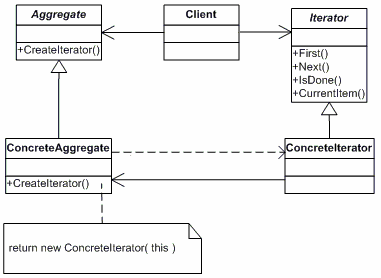 Aggregate
+CreateIterator()
Client
Iterator
+First()
+Next()
+IsDone()
+CurrentItem()
ConcreteAggregate
+CreateIterator()
ConcreteIterator
return new ConcreteIterator( this )